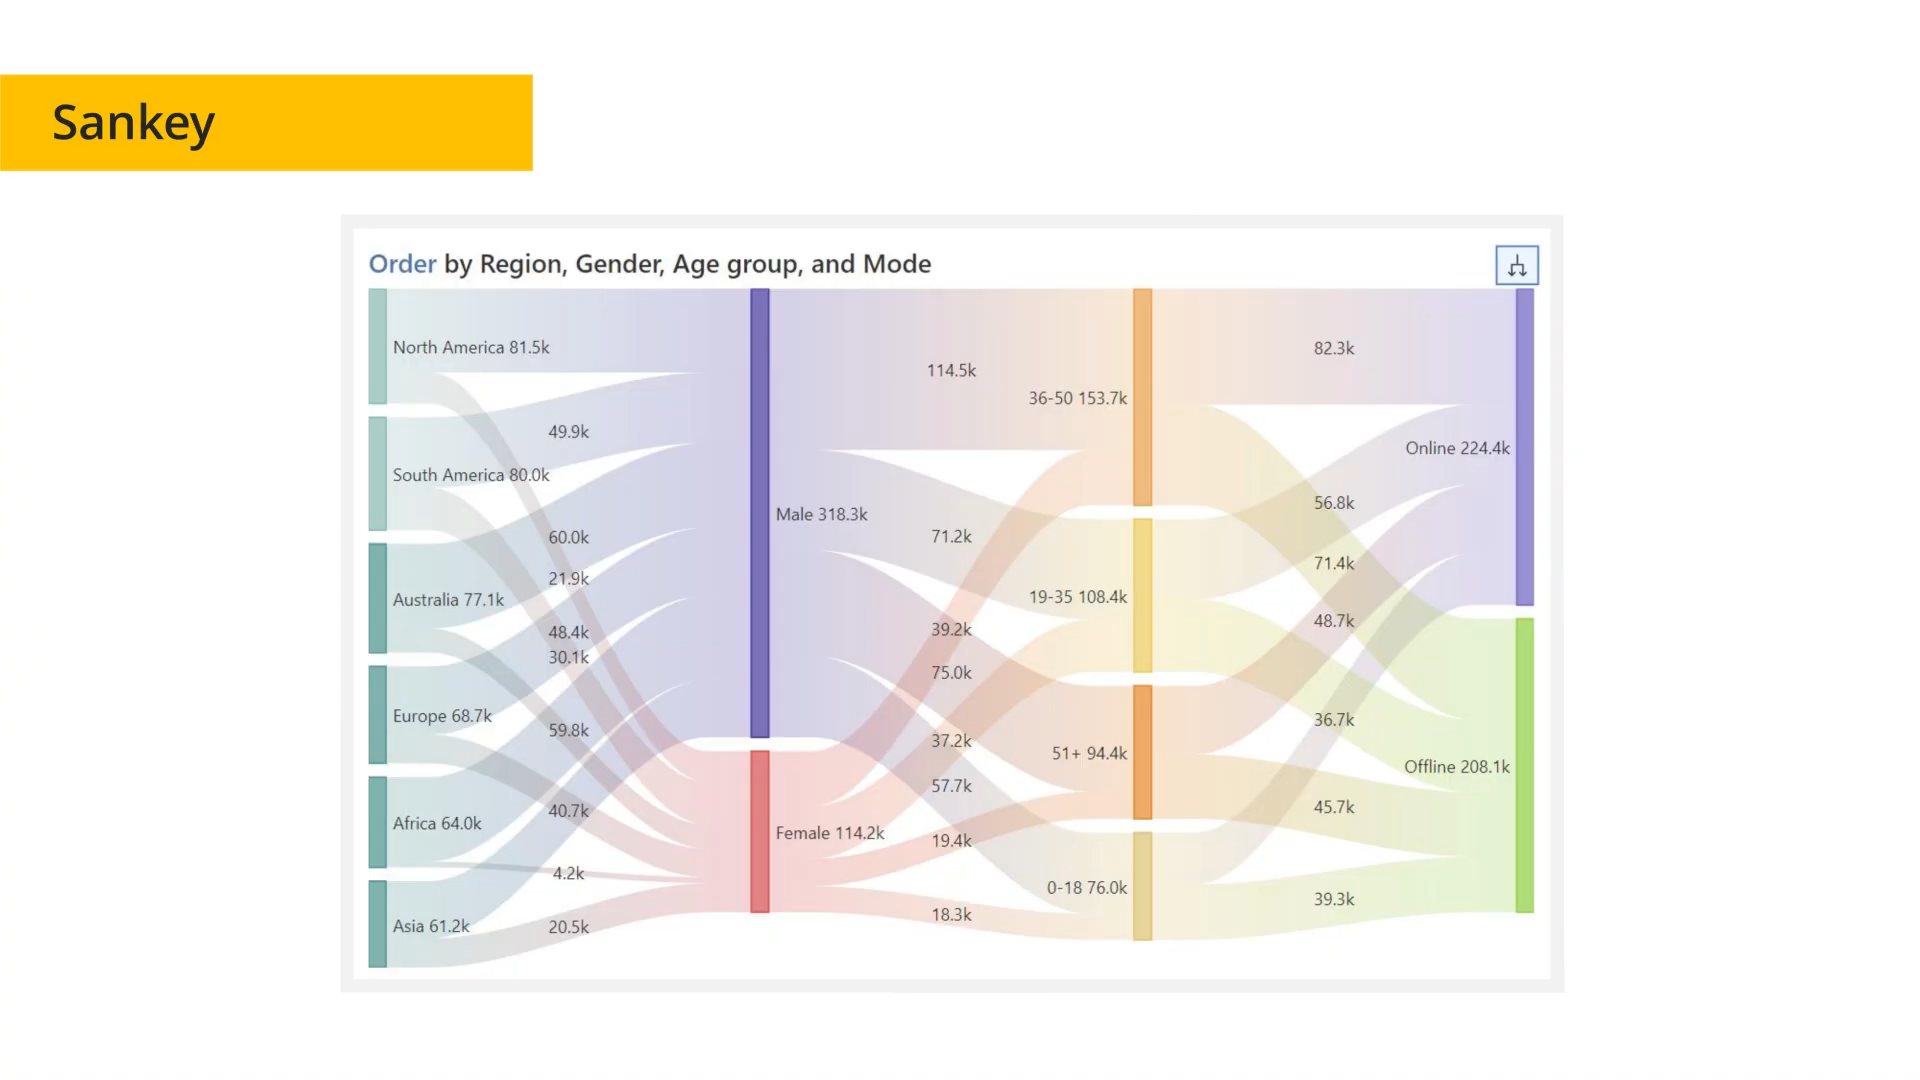 Sankey
Order by Region, Gender, Age group, and Mode
North America 81.5k
South America 80.0k
Australia 77.1k
Europe 68.7k
Africa 64.0k
Asia 61.2k
49.9k
60.0k
21.9k
48.4k
30.1k
59.8k
40.7k
4.2k
20.5k
Male 318.3k
Female 114.2k
114.5k
71.2k
39.2k
75.0k
37.2k
57.7k
19.4k
18.3k
36-50 153.7k
19-35 108.4k
51+ 94.4k
0-18 76.0k
82.3k
56.8k
71.4k
48.7k
36.7k
45.7k
39.3k
Online 224.4k
Offline 208.1k